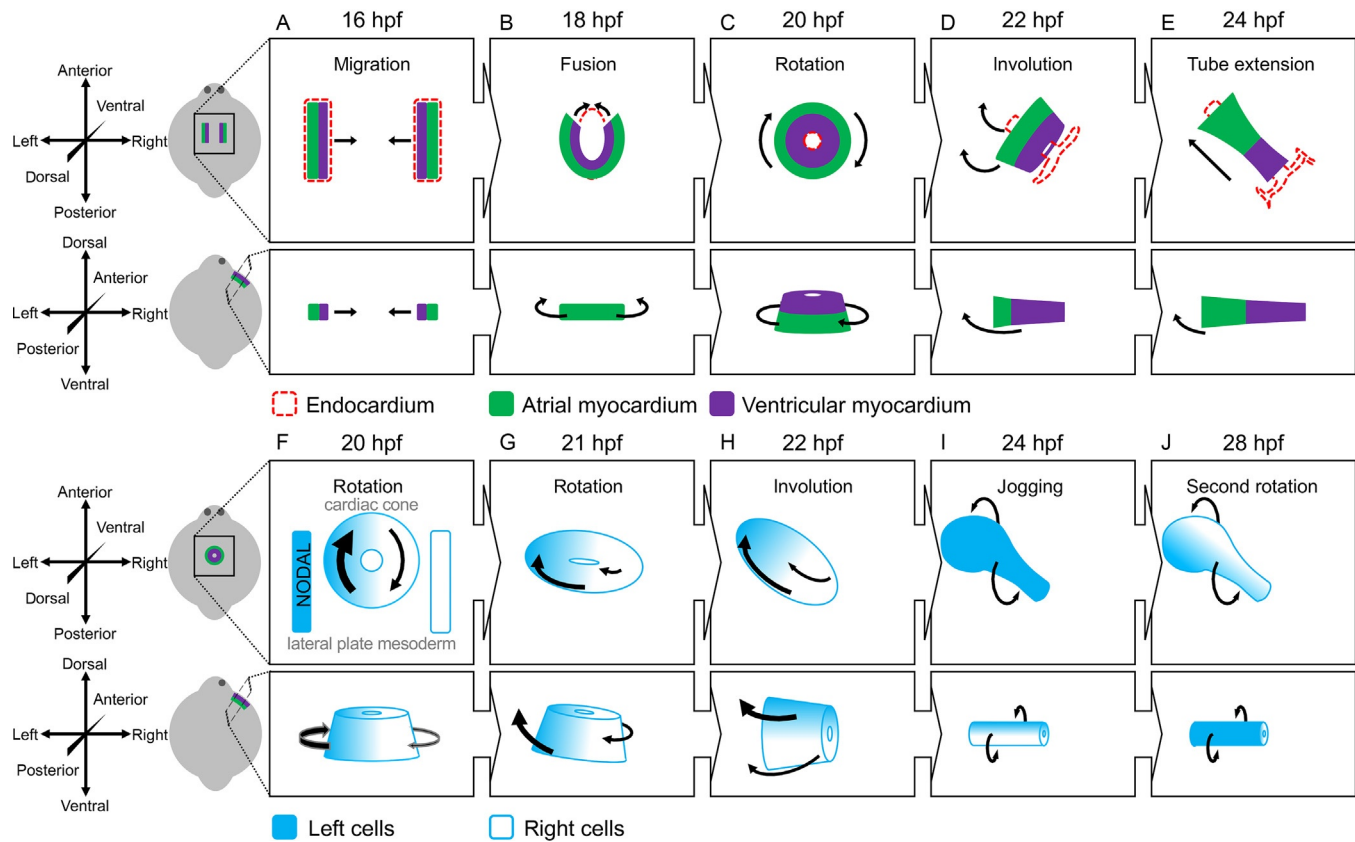 A 16 hpf
B 18 hpf
C 20 hpf
D 22 hpf
E 24 hpf
Migration
Fusion
Rotation
Involution
Tube extension
Anterior
Ventral
Left
Right
Dorsal
Posterior
Dorsal
Anterior
Left
Right
Posterior
Ventral
Endocardium
Atrial myocardium
Ventricular myocardium
F 20 hpf
G 21 hpf
H 22 hpf
I 24 hpf
J 28 hpf
Rotation
cardiac cone
NODAL
lateral plate mesoderm
Rotation
Involution
Jogging
Second rotation
Anterior
Ventral
Left
Right
Dorsal
Posterior
Dorsal
Anterior
Left
Right
Posterior
Ventral
Left cells
Right cells